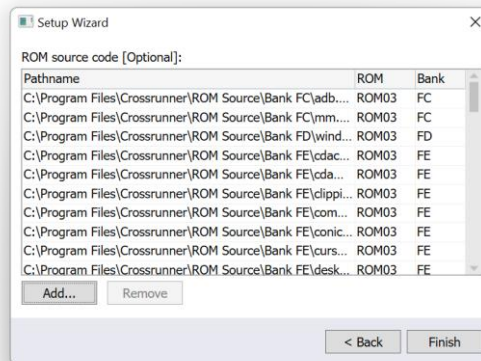 Setup Wizard
ROM source code [Optional]:
Pathname ROM Bank
C:\Program Files\Crossrunner\ROM Source\Bank FC\adb.... ROM03 FC
C:\Program Files\Crossrunner\ROM Source\Bank FC\mm.... ROM03 FC
C:\Program Files\Crossrunner\ROM Source\Bank FD\wind... ROM03 FD
C:\Program Files\Crossrunner\ROM Source\Bank FE\cdac... ROM03 FE
C:\Program Files\Crossrunner\ROM Source\Bank FE\cda... ROM03 FE
C:\Program Files\Crossrunner\ROM Source\Bank FE\clippi... ROM03 FE
C:\Program Files\Crossrunner\ROM Source\Bank FE\com... ROM03 FE
C:\Program Files\Crossrunner\ROM Source\Bank FE\conic... ROM03 FE
C:\Program Files\Crossrunner\ROM Source\Bank FE\curs... ROM03 FE
C:\Program Files\Crossrunner\ROM Source\Bank FE\desk... ROM03 FE
Add... Remove
< Back Finish